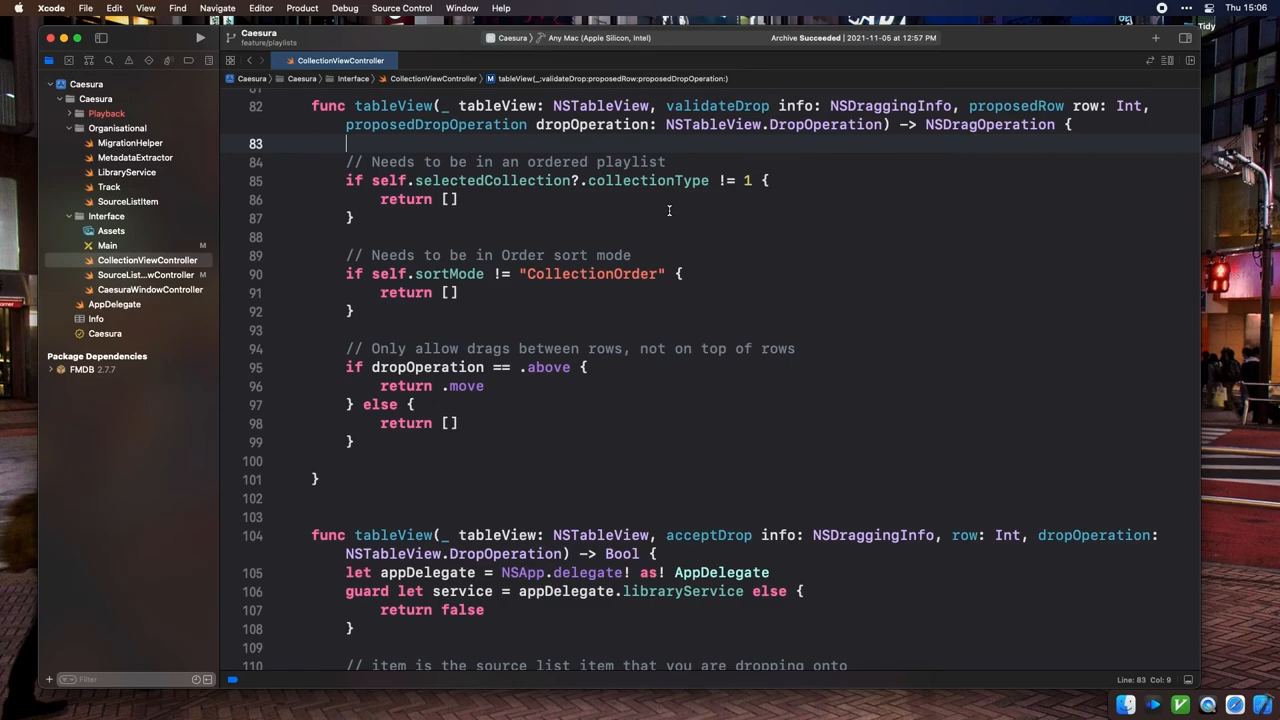 Xcode File Edit View Find Navigate Editor Product Debug Source Control Window Help Thu 15:06
Tidy
Caesura
feature/playlists
Caesura Any Mac (Apple Silicon, Intel)
Archive Succeeded | 2021-11-05 at 12:57 PM
CollectionViewController
Caesura Caesura Interface CollectionViewController M tableView(_:validateDrop:proposedRow:proposedDropOperation:)
Caesura
Caesura
Playback
Organisational
MigrationHelper
MetadataExtractor
LibraryService
Track
SourceListItem
Interface
Assets
Main M
CollectionViewController
SourceList...wController M
CaesuraWindowController
AppDelegate
Info
Caesura
Package Dependencies
FMDB 2.7.7
Filter
81
82 func tableView(_ tableView: NSTableView, validateDrop info: NSDraggingInfo, proposedRow row: Int,
proposedDropOperation dropOperation: NSTableView.DropOperation) -> NSDragOperation {
83
84 // Needs to be in an ordered playlist
85 if self.selectedCollection?.collectionType != 1 {
86 return []
87 }
88
89 // Needs to be in Order sort mode
90 if self.sortMode != "CollectionOrder" {
91 return []
92 }
93
94 // Only allow drags between rows, not on top of rows
95 if dropOperation == .above {
96 return .move
97 } else {
98 return []
99 }
100
101 }
102
103
104 func tableView(_ tableView: NSTableView, acceptDrop info: NSDraggingInfo, row: Int, dropOperation:
NSTableView.DropOperation) -> Bool {
105 let appDelegate = NSApp.delegate! as! AppDelegate
106 guard let service = appDelegate.libraryService else {
107 return false
108 }
109
110 // item is the source list item that you are dropping onto
Line: 83 Col: 9